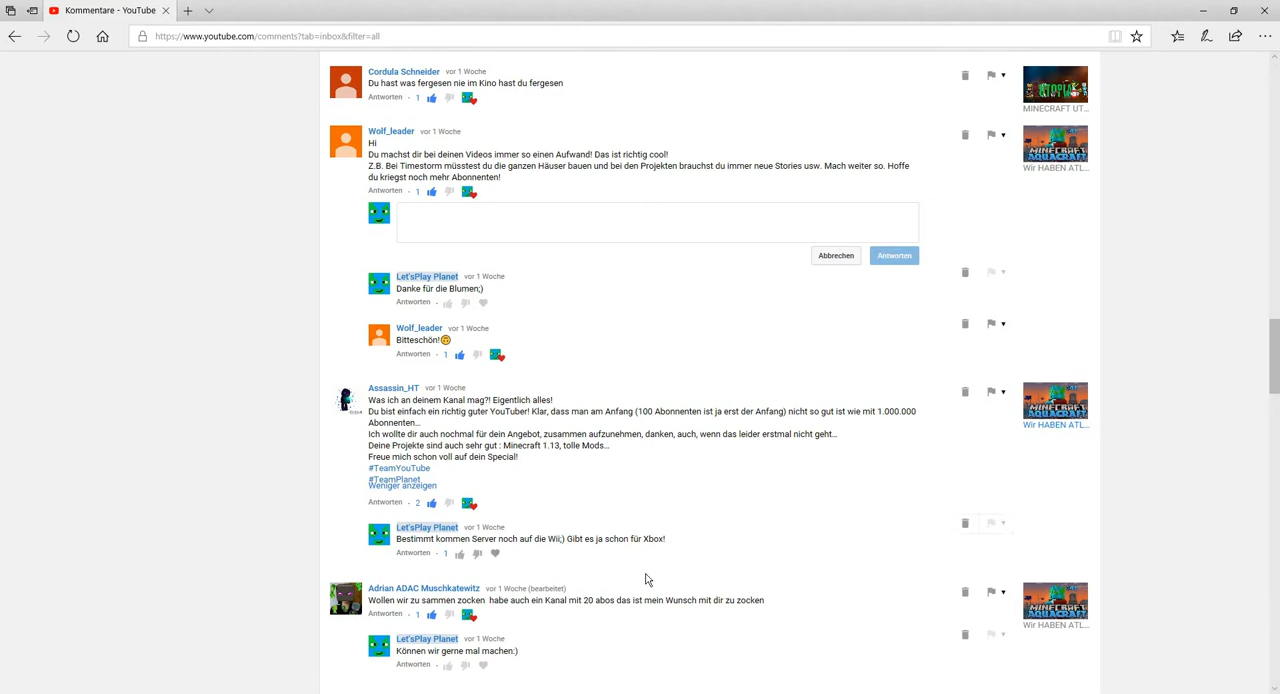 Kommentare - YouTube
https://www.youtube.com/comments?tab=inbox&filter=all
Cordula Schneider vor 1 Woche
Du hast was fergesen nie im Kino hast du fergesen
Antworten · 1
UTOPIA
MINECRAFT UT...
Wolf_leader vor 1 Woche
Hi
Du machst dir bei deinen Videos immer so einen Aufwand! Das ist richtig cool!
Z.B. Bei Timestorm müsstest du die ganzen Häuser bauen und bei den Projekten brauchst du immer neue Stories usw. Mach weiter so. Hoffe
du kriegst noch mehr Abonnenten!
Antworten · 1
MINECRAFT
AQUACRAFT
Wir HABEN ATL...
Abbrechen Antworten
Let'sPlay Planet vor 1 Woche
Danke für die Blumen;)
Antworten ·
Wolf_leader vor 1 Woche
Bitteschön!🙃
Antworten · 1
Assassin_HT vor 1 Woche
Was ich an deinem Kanal mag?! Eigentlich alles!
Du bist einfach ein richtig guter YouTuber! Klar, dass man am Anfang (100 Abonnenten ist ja erst der Anfang) nicht so gut ist wie mit 1.000.000
Abonnenten...
Ich wollte dir auch nochmal für dein Angebot, zusammen aufzunehmen, danken, auch, wenn das leider erstmal nicht geht...
Deine Projekte sind auch sehr gut : Minecraft 1.13, tolle Mods...
Freue mich schon voll auf dein Special!
#TeamYouTube
#TeamPlanet
Weniger anzeigen
Antworten · 2
MINECRAFT
AQUACRAFT
Wir HABEN ATL...
Let'sPlay Planet vor 1 Woche
Bestimmt kommen Server noch auf die Wii;) Gibt es ja schon für Xbox!
Antworten · 1
Adrian ADAC Muschkatewitz vor 1 Woche (bearbeitet)
Wollen wir zu sammen zocken habe auch ein Kanal mit 20 abos das ist mein Wunsch mit dir zu zocken
Antworten · 1
MINECRAFT
AQUACRAFT
Wir HABEN ATL...
Let'sPlay Planet vor 1 Woche
Können wir gerne mal machen:)
Antworten ·